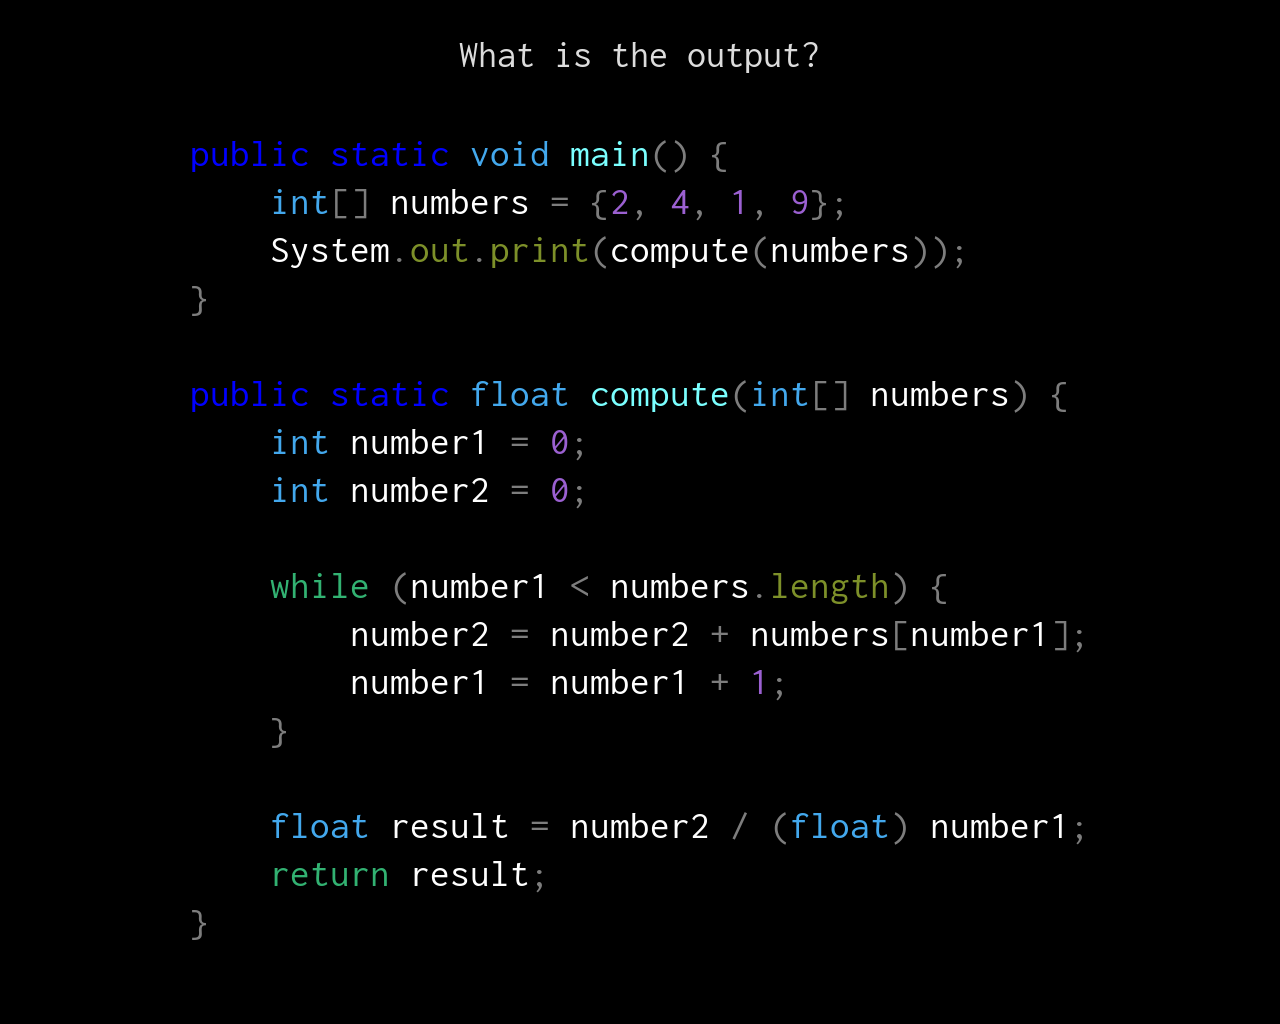 What is the output?
public static void main() {
    int[] numbers = {2, 4, 1, 9};
    System.out.print(compute(numbers));
}
public static float compute(int[] numbers) {
    int number1 = 0;
    int number2 = 0;
    while (number1 < numbers.length) {
        number2 = number2 + numbers[number1];
        number1 = number1 + 1;
    }
    float result = number2 / (float) number1;
    return result;
}